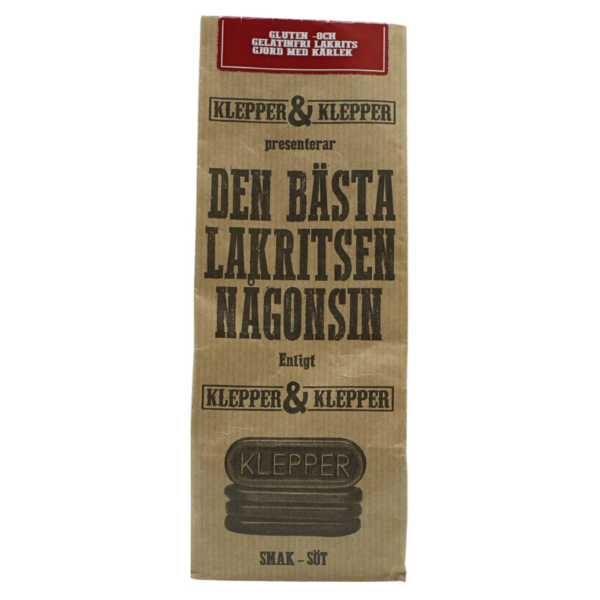 GLUTEN -OCH
GELATINFRI LAKRITS
GJORD MED KÄRLEK
KLEPPER & KLEPPER
presenterar
DEN BÄSTA
LAKRITSEN
NÅGONSIN
Enligt
KLEPPER & KLEPPER
KLEPPER
SMAK – SÖT